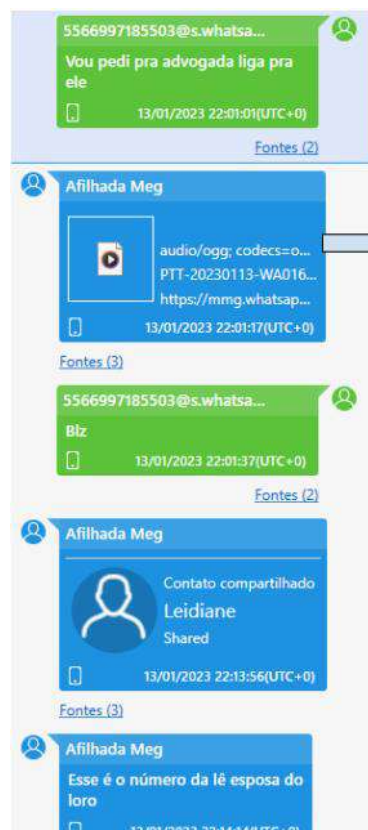 5566997185503@s.whatsa...
Vou pedi pra advogada liga pra
ele
13/01/2023 22:01:01(UTC+0)
Fontes (2)
Afilhada Meg
audio/ogg; codecs=o...
PTT-20230113-WA016...
https://mmg.whatsap...
13/01/2023 22:01:17(UTC+0)
Fontes (3)
5566997185503@s.whatsa...
Blz
13/01/2023 22:01:37(UTC+0)
Fontes (2)
Afilhada Meg
Contato compartilhado
Leidiane
Shared
13/01/2023 22:13:56(UTC+0)
Fontes (3)
Afilhada Meg
Esse é o número da lê esposa do
loro